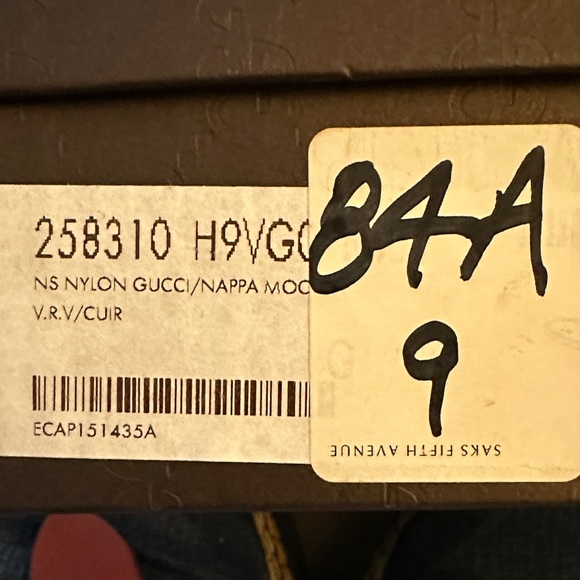 258310 H9VG
NS NYLON GUCCI/NAPPA MOC
V.R.V/CUIR
ECAP151435A
84A
9
SAKS FIFTH AVENUE